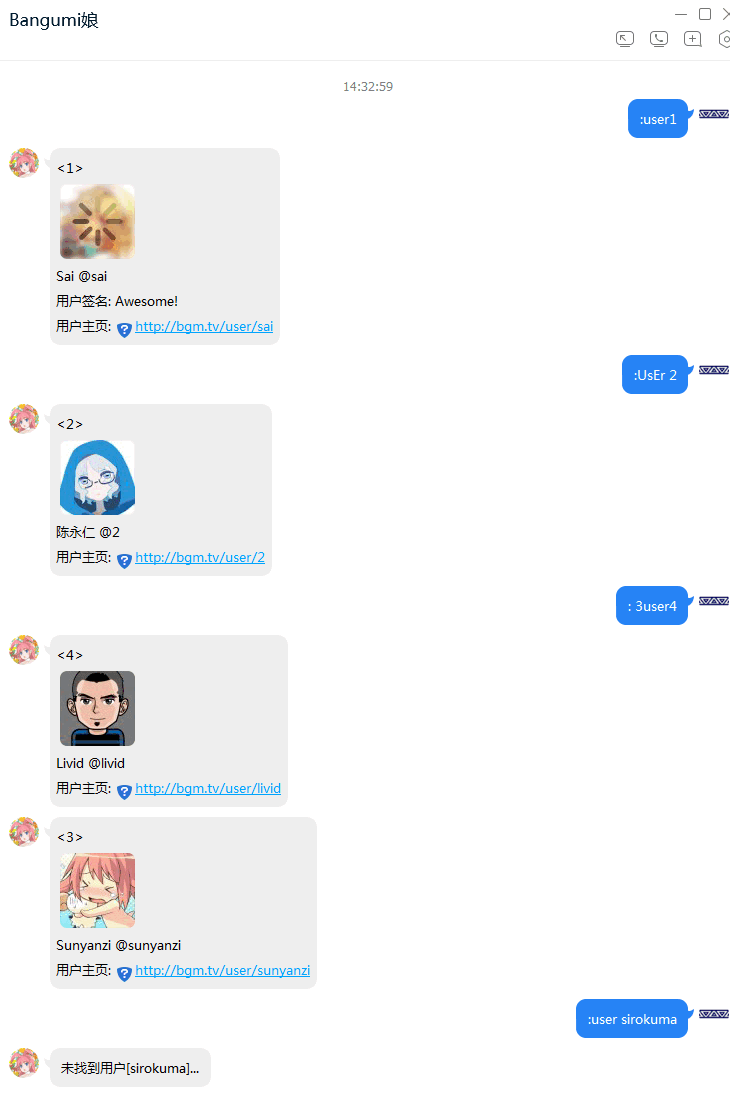 Bangumi娘
14:32:59
:user1
<1>
Sai @sai
用户签名: Awesome!
用户主页: http://bgm.tv/user/sai
:UsEr 2
<2>
陈永仁 @2
用户主页: http://bgm.tv/user/2
: 3user4
<4>
Livid @livid
用户主页: http://bgm.tv/user/livid
<3>
Sunyanzi @sunyanzi
用户主页: http://bgm.tv/user/sunyanzi
:user sirokuma
未找到用户[sirokuma]...